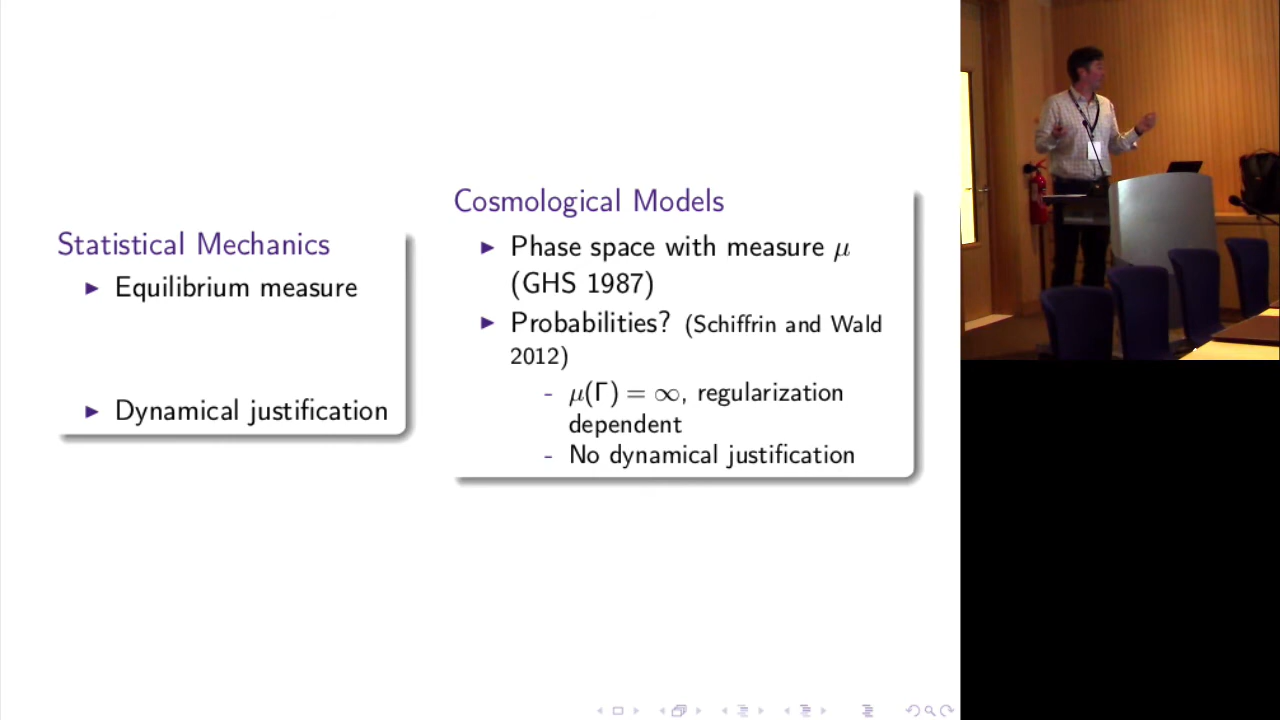 Statistical Mechanics
▶ Equilibrium measure
▶ Dynamical justification
Cosmological Models
▶ Phase space with measure μ
(GHS 1987)
▶ Probabilities? (Schiffrin and Wald
2012)
- μ(Γ) = ∞, regularization
dependent
- No dynamical justification